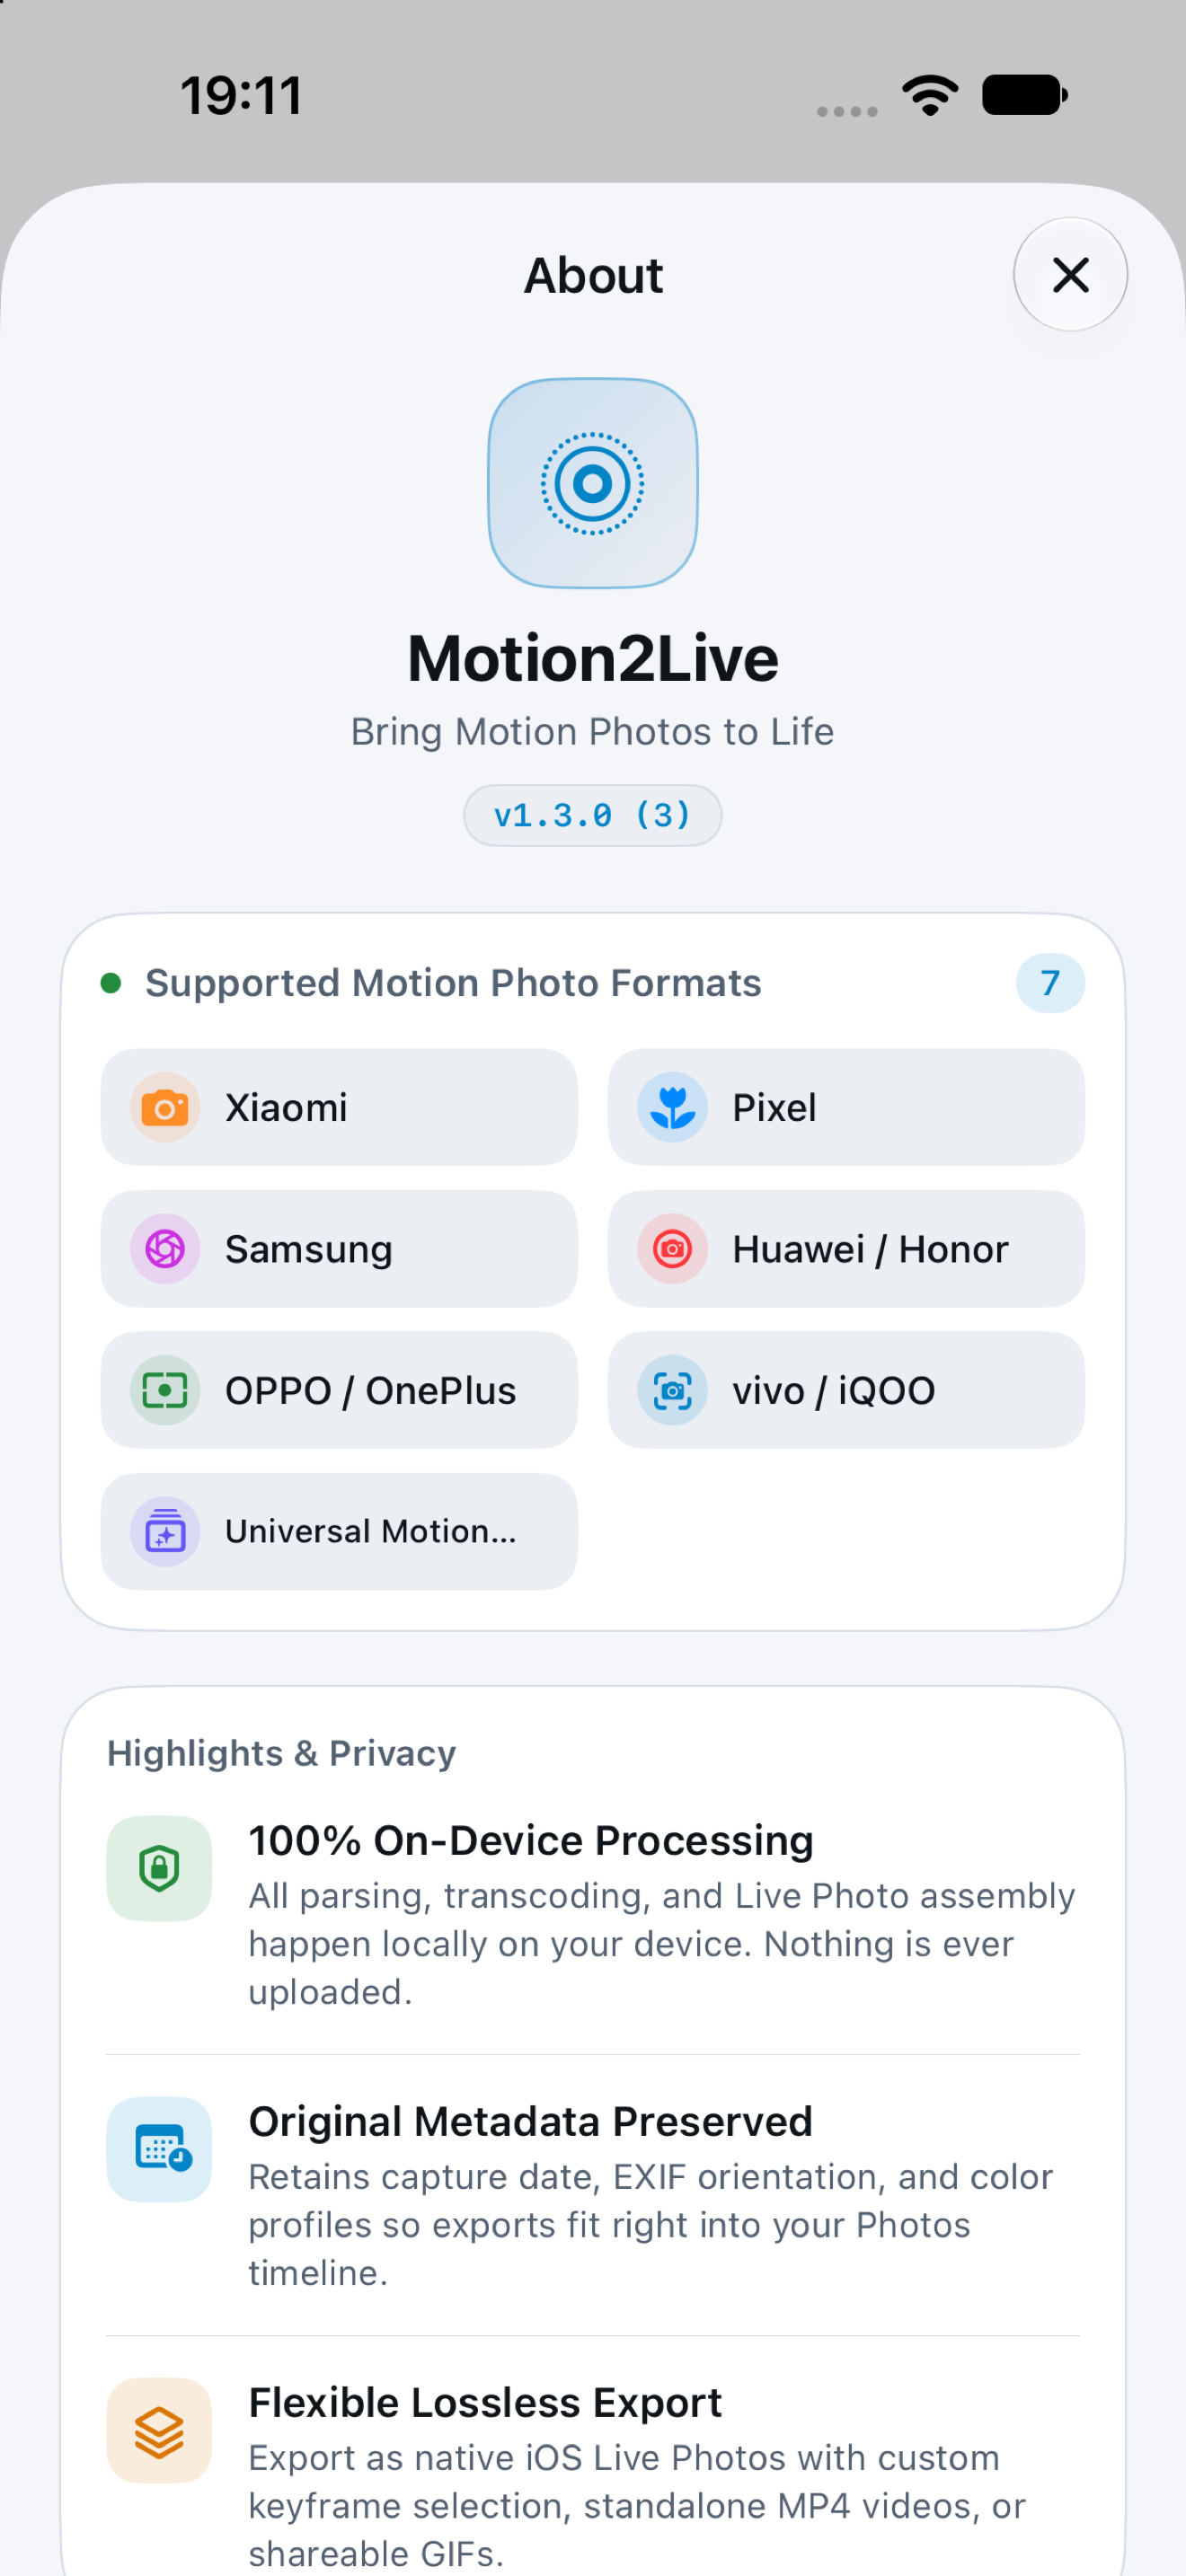 19:11
About
Motion2Live
Bring Motion Photos to Life
v1.3.0 (3)
Supported Motion Photo Formats
7
Xiaomi
Pixel
Samsung
Huawei / Honor
OPPO / OnePlus
vivo / iQOO
Universal Motion...
Highlights & Privacy
100% On-Device Processing
All parsing, transcoding, and Live Photo assembly
happen locally on your device. Nothing is ever
uploaded.
Original Metadata Preserved
Retains capture date, EXIF orientation, and color
profiles so exports fit right into your Photos
timeline.
Flexible Lossless Export
Export as native iOS Live Photos with custom
keyframe selection, standalone MP4 videos, or
shareable GIFs.